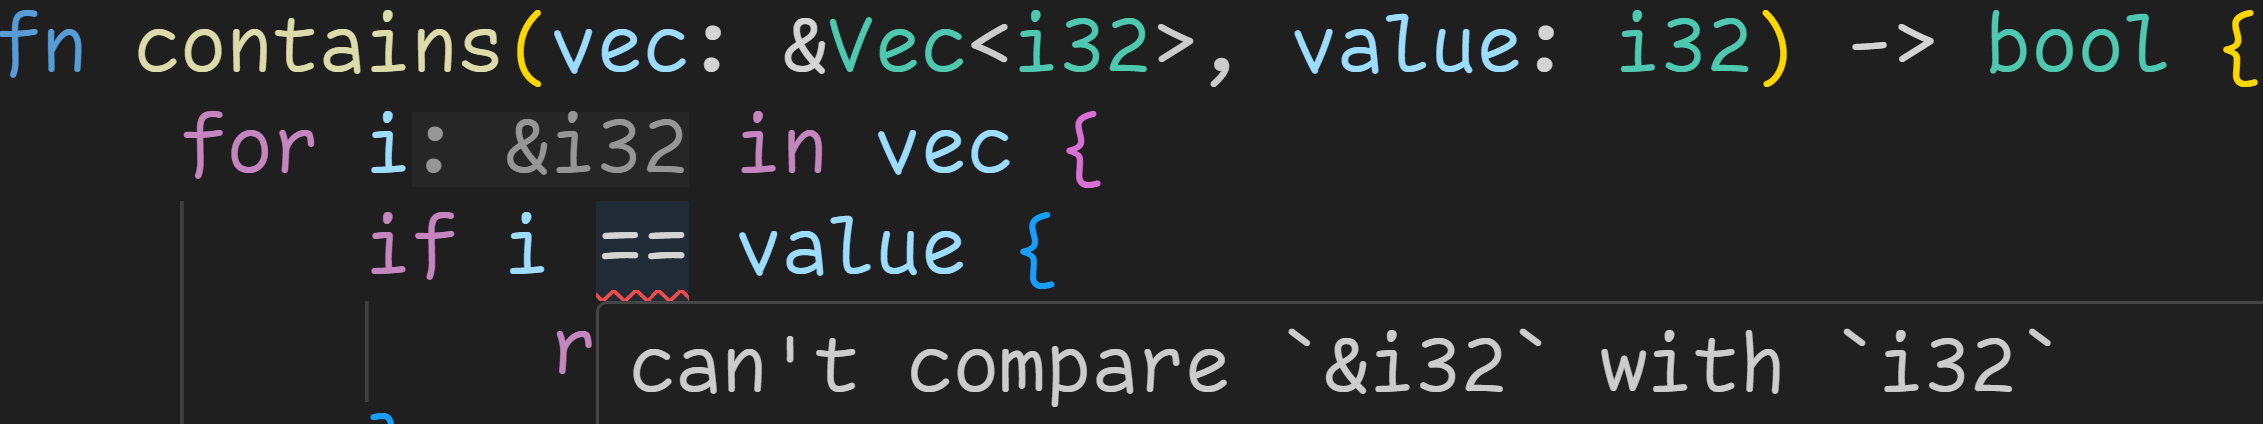 fn contains(vec: &Vec<i32>, value: i32) -> bool {
for i: &i32 in vec {
if i == value {
r
can't compare `&i32` with `i32`
}